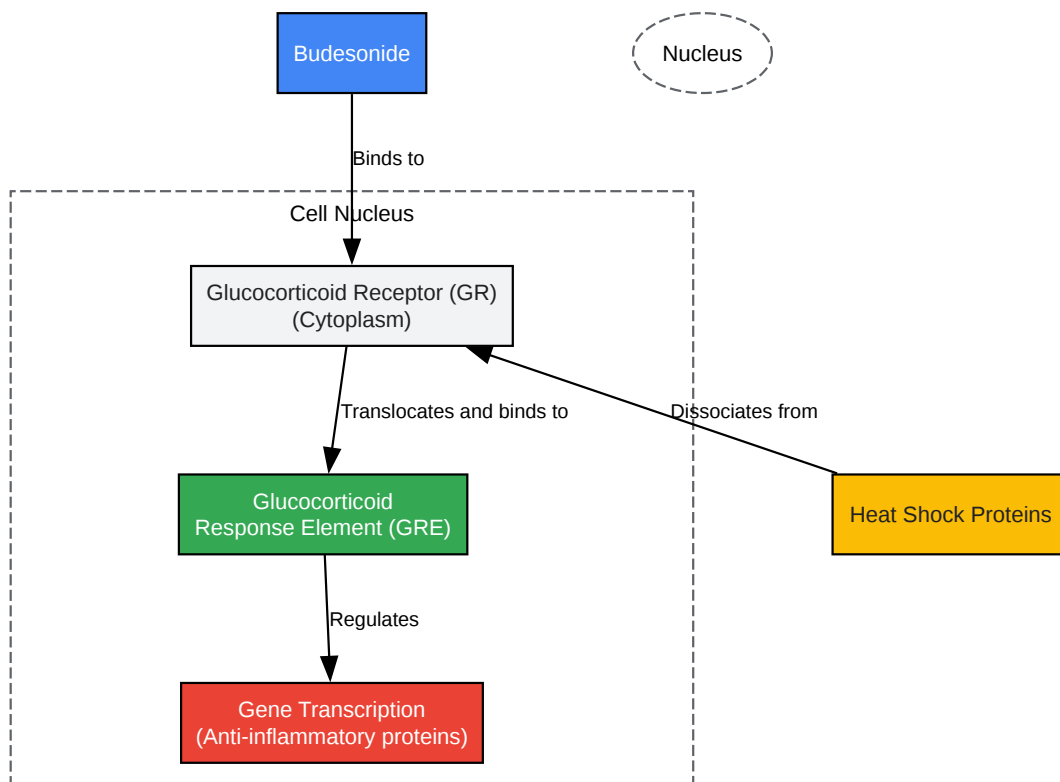 Budesonide
Nucleus
Binds to
Cell Nucleus
Glucocorticoid Receptor (GR)
(Cytoplasm)
Translocates and binds to
Dissociates from
Glucocorticoid
Response Element (GRE)
Heat Shock Proteins
Regulates
Gene Transcription
(Anti-inflammatory proteins)